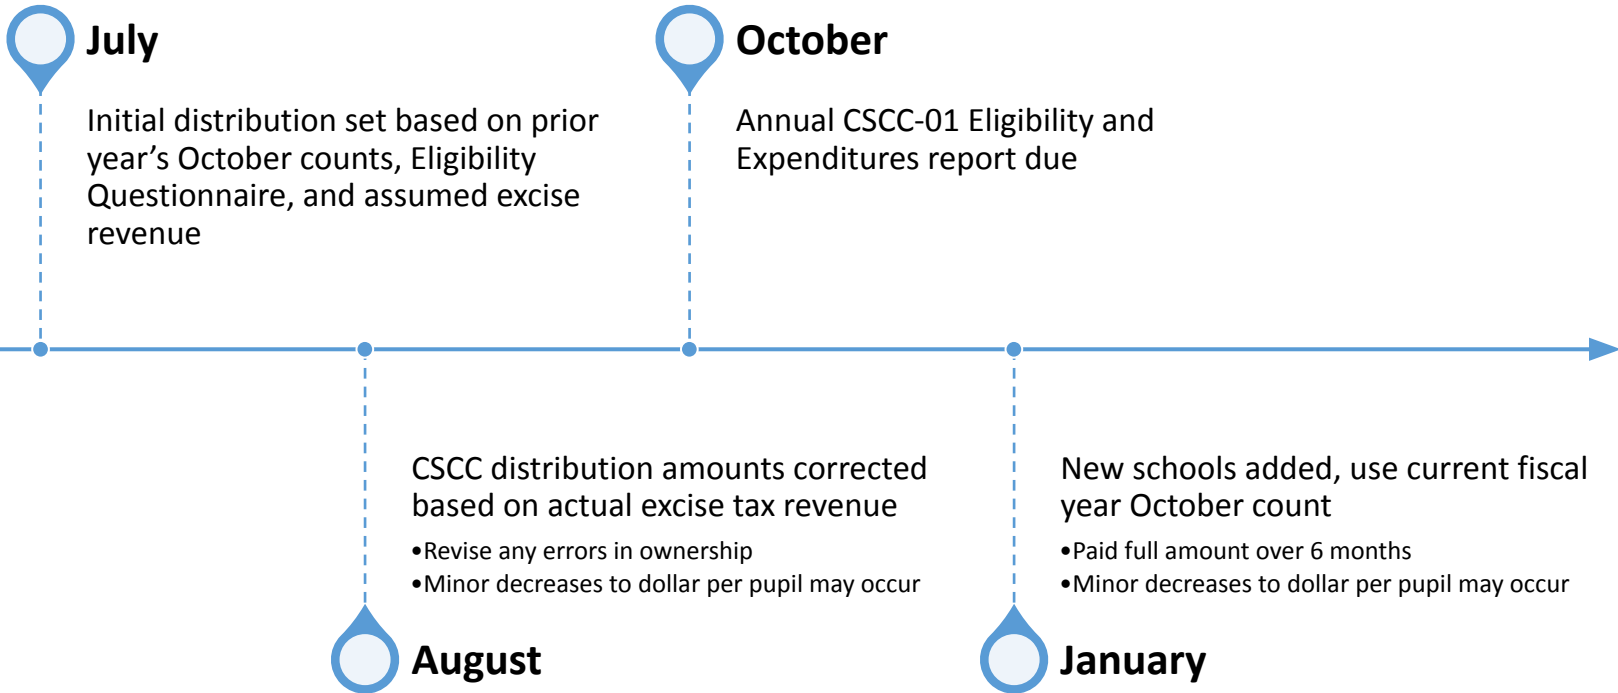 July
Initial distribution set based on prior
year’s October counts, Eligibility
Questionnaire, and assumed excise
revenue
October
Annual CSCC-01 Eligibility and
Expenditures report due
CSCC distribution amounts corrected
based on actual excise tax revenue
•Revise any errors in ownership
•Minor decreases to dollar per pupil may occur
August
New schools added, use current fiscal
year October count
•Paid full amount over 6 months
•Minor decreases to dollar per pupil may occur
January